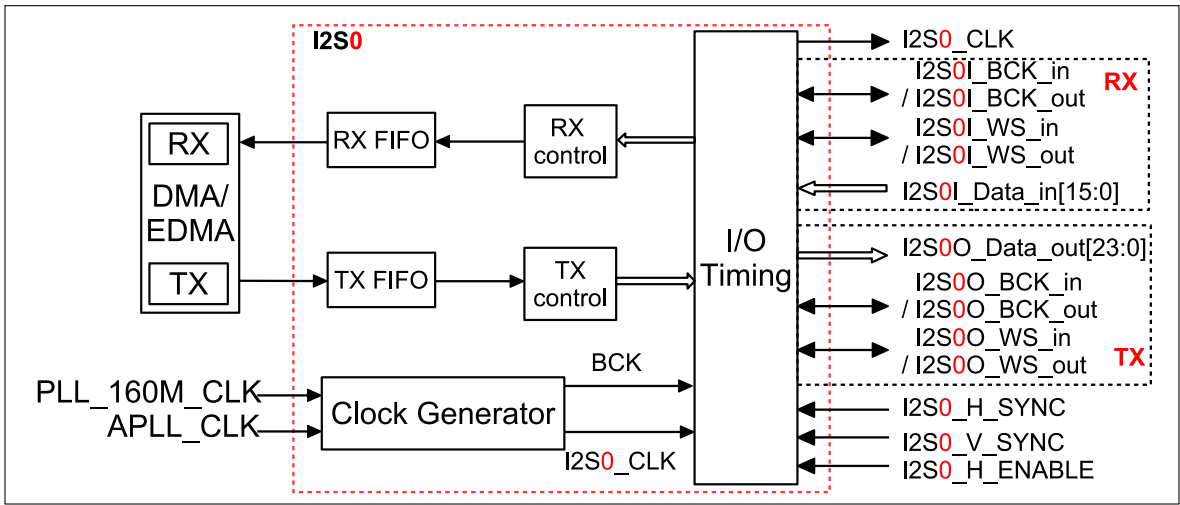 I2S0
RX
DMA/
EDMA
TX
RX FIFO
RX
control
TX FIFO
TX
control
PLL_160M_CLK
APLL_CLK
Clock Generator
BCK
I2S0_CLK
I/O
Timing
I2S0_CLK
I2S0I_BCK_in
/ I2S0I_BCK_out
I2S0I_WS_in
/ I2S0I_WS_out
I2S0I_Data_in[15:0]
RX
I2S0O_Data_out[23:0]
I2S0O_BCK_in
/ I2S0O_BCK_out
I2S0O_WS_in
/ I2S0O_WS_out
TX
I2S0_H_SYNC
I2S0_V_SYNC
I2S0_H_ENABLE